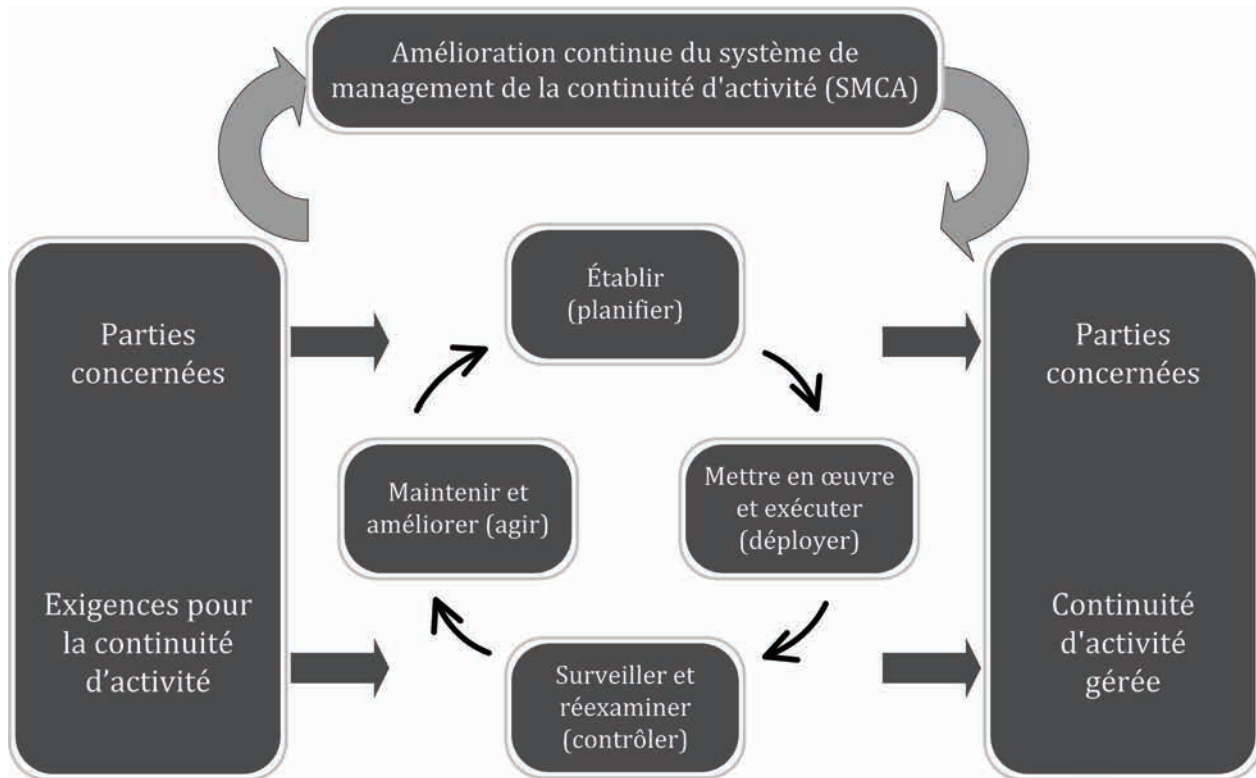 Amélioration continue du système de
management de la continuité d'activité (SMCA)
Parties
concernées
Exigences pour
la continuité
d’activité
Établir
(planifier)
Maintenir et
améliorer (agir)
Mettre en œuvre
et exécuter
(déployer)
Surveiller et
réexaminer
(contrôler)
Parties
concernées
Continuité
d'activité
gérée